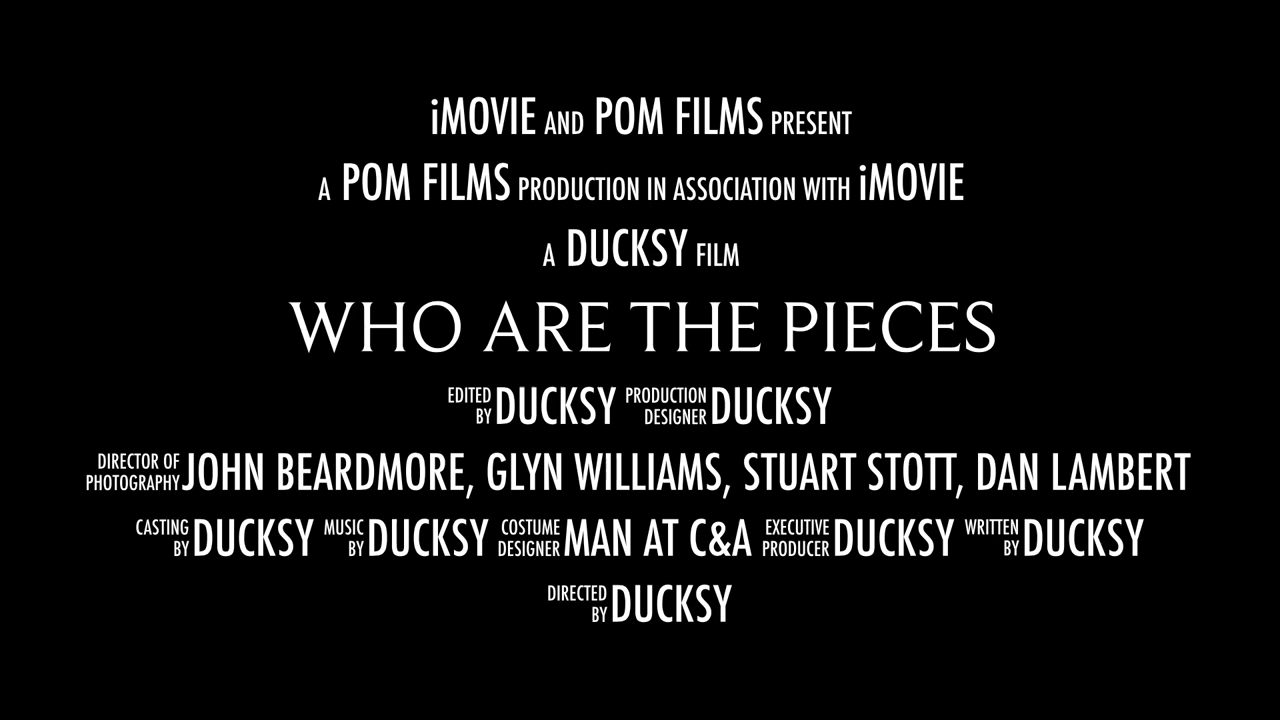 iMOVIE AND POM FILMS PRESENT
A POM FILMS PRODUCTION IN ASSOCIATION WITH iMOVIE
A DUCKSY FILM
WHO ARE THE PIECES
EDITED BY DUCKSY PRODUCTION DESIGNER DUCKSY
DIRECTOR OF PHOTOGRAPHY JOHN BEARDMORE, GLYN WILLIAMS, STUART STOTT, DAN LAMBERT
CASTING BY DUCKSY MUSIC BY DUCKSY COSTUME DESIGNER MAN AT C&A EXECUTIVE PRODUCER DUCKSY WRITTEN BY DUCKSY
DIRECTED BY DUCKSY